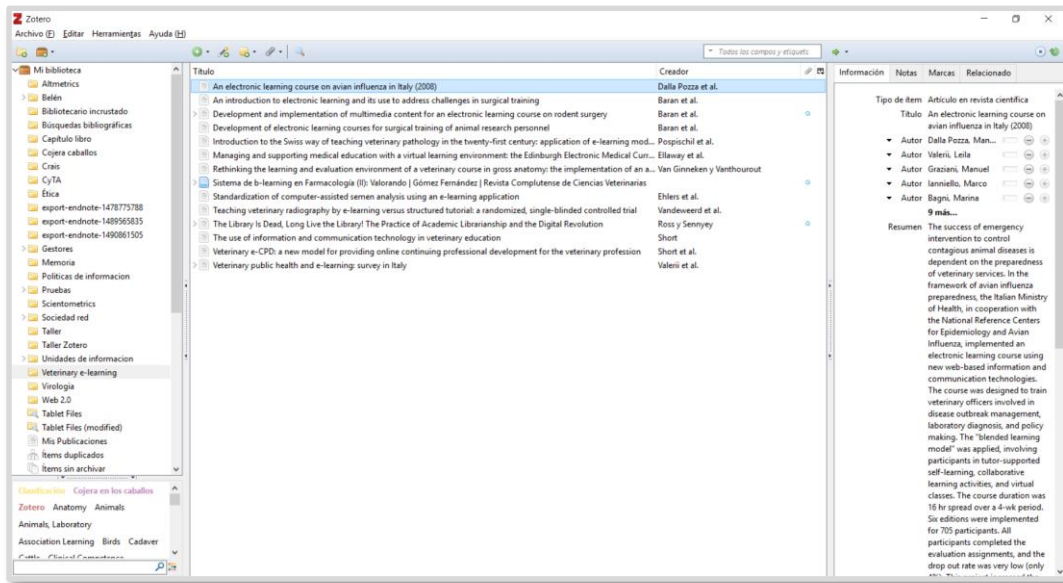 Zotero
Archivo (F) Editar Herramientas Ayuda (H)
Todos los campos y etiquetc
Mi biblioteca
Altmetrics
Belén
Bibliotecario incrustado
Búsquedas bibliográficas
Capítulo libro
Cojera caballos
Crais
CyTA
Ética
export-endnote-1478775788
export-endnote-1489565835
export-endnote-1490861505
Gestores
Memoria
Politicas de informacion
Pruebas
Scientometrics
Sociedad red
Taller
Taller Zotero
Unidades de informacion
Veterinary e-learning
Virologia
Web 2.0
Tablet Files
Tablet Files (modified)
Mis Publicaciones
Ítems duplicados
Ítems sin archivar
Claudicación Cojera en los caballos
Zotero Anatomy Animals
Animals, Laboratory
Association Learning Birds Cadaver
Cattle Clinical Competence
Título Creador
An electronic learning course on avian influenza in Italy (2008) Dalla Pozza et al.
An introduction to electronic learning and its use to address challenges in surgical training Baran et al.
Development and implementation of multimedia content for an electronic learning course on rodent surgery Baran et al.
Development of electronic learning courses for surgical training of animal research personnel Baran et al.
Introduction to the Swiss way of teaching veterinary pathology in the twenty-first century: application of e-learning mod... Pospischil et al.
Managing and supporting medical education with a virtual learning environment: the Edinburgh Electronic Medical Curr... Ellaway et al.
Rethinking the learning and evaluation environment of a veterinary course in gross anatomy: the implementation of an a... Van Ginneken y Vanthourout
Sistema de b-learning en Farmacología (II): Valorando | Gómez Fernández | Revista Complutense de Ciencias Veterinarias
Standardization of computer-assisted semen analysis using an e-learning application Ehlers et al.
Teaching veterinary radiography by e-learning versus structured tutorial: a randomized, single-blinded controlled trial Vandeweerd et al.
The Library Is Dead, Long Live the Library! The Practice of Academic Librarianship and the Digital Revolution Ross y Sennyey
The use of information and communication technology in veterinary education Short
Veterinary e-CPD: a new model for providing online continuing professional development for the veterinary profession Short et al.
Veterinary public health and e-learning: survey in Italy Valerii et al.
Información Notas Marcas Relacionado
Tipo de ítem Artículo en revista científica
Título An electronic learning course on
avian influenza in Italy (2008)
Autor Dalla Pozza, Man...
Autor Valerii, Leila
Autor Graziani, Manuel
Autor Ianniello, Marco
Autor Bagni, Marina
9 más...
Resumen The success of emergency
intervention to control
contagious animal diseases is
dependent on the preparedness
of veterinary services. In the
framework of avian influenza
preparedness, the Italian Ministry
of Health, in cooperation with
the National Reference Centers
for Epidemiology and Avian
Influenza, implemented an
electronic learning course using
new web-based information and
communication technologies.
The course was designed to train
veterinary officers involved in
disease outbreak management,
laboratory diagnosis, and policy
making. The "blended learning
model" was applied, involving
participants in tutor-supported
self-learning, collaborative
learning activities, and virtual
classes. The course duration was
16 hr spread over a 4-wk period.
Six editions were implemented
for 705 participants. All
participants completed the
evaluation assignments, and the
drop out rate was very low (only